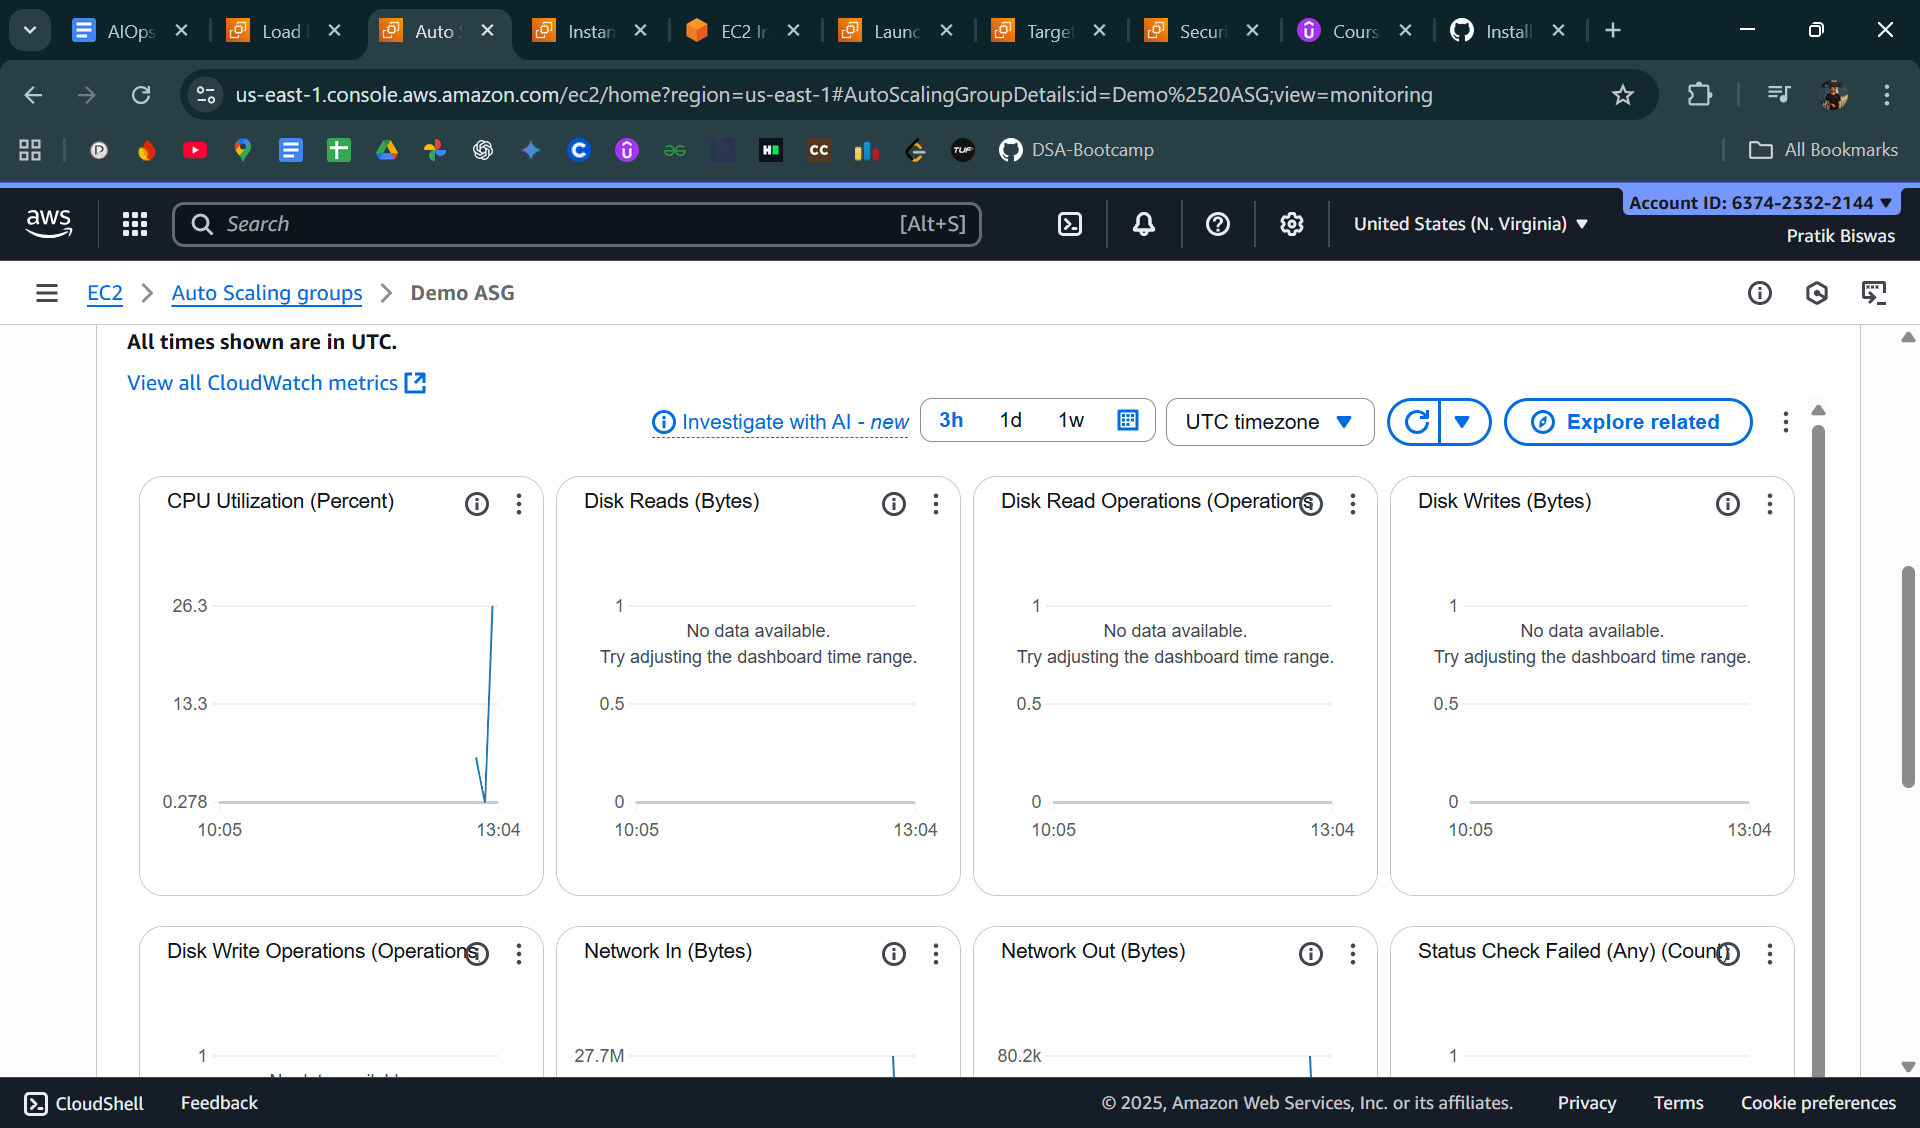 AIOps
Load
Auto S
Instan
EC2 In
Launc
Target
Securi
Cours
Install
us-east-1.console.aws.amazon.com/ec2/home?region=us-east-1#AutoScalingGroupDetails:id=Demo%2520ASG;view=monitoring
DSA-Bootcamp
All Bookmarks
aws
Search
[Alt+S]
United States (N. Virginia)
Account ID: 6374-2332-2144
Pratik Biswas
EC2
Auto Scaling groups
Demo ASG
All times shown are in UTC.
View all CloudWatch metrics
Investigate with AI - new
3h
1d
1w
UTC timezone
Explore related
CPU Utilization (Percent)
26.3
13.3
0.278
10:05
13:04
Disk Reads (Bytes)
1
No data available.
Try adjusting the dashboard time range.
0.5
0
10:05
13:04
Disk Read Operations (Operations
1
No data available.
Try adjusting the dashboard time range.
0.5
0
10:05
13:04
Disk Writes (Bytes)
1
No data available.
Try adjusting the dashboard time range.
0.5
0
10:05
13:04
Disk Write Operations (Operations
1
Network In (Bytes)
27.7M
Network Out (Bytes)
80.2k
Status Check Failed (Any) (Count)
1
CloudShell
Feedback
© 2025, Amazon Web Services, Inc. or its affiliates.
Privacy
Terms
Cookie preferences